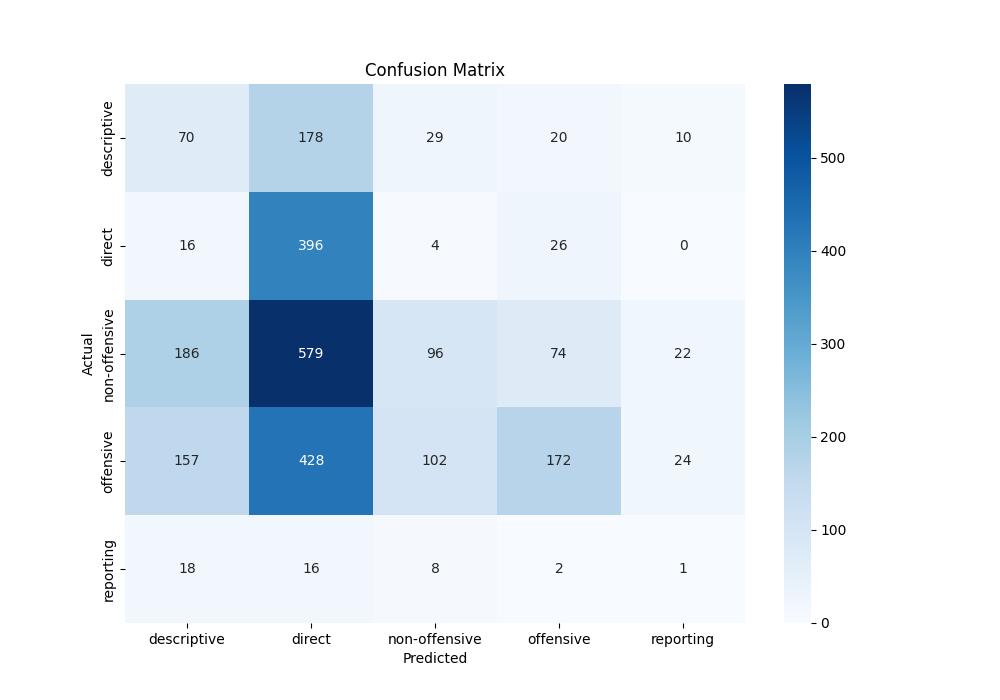 Confusion Matrix
Actual
descriptive
70 178 29 20 10
direct
16 396 4 26 0
non-offensive
186 579 96 74 22
offensive
157 428 102 172 24
reporting
18 16 8 2 1
descriptive direct non-offensive offensive reporting
Predicted
500
400
300
200
100
0